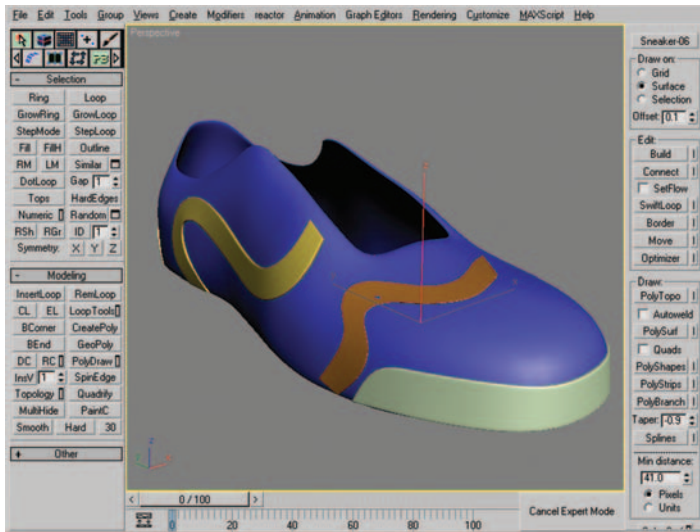 File Edit Tools Group Views Create Modifiers reactor Animation Graph Editors Rendering Customize MAXScript Help
Perspective
- Selection
Ring Loop
GrowRing GrowLoop
StepMode StepLoop
Fill FillH Outline
RM LM Similar
DotLoop Gap 1
Tops HardEdges
Numeric Random
RSh RGr ID 1
Symmetry: X Y Z
- Modeling
InsertLoop RemLoop
CL EL LoopTools
BCorner CreatePoly
BEnd GeoPoly
DC RC PolyDraw
InsV 1 SpinEdge
Topology Quadrify
MultiHide PaintC
Smooth Hard 30
+ Other
z
0 / 100
0 20 40 60 80 100
Cancel Expert Mode
Sneaker-06
Draw on:
Grid
Surface
Selection
Offset: 0.1
Edit:
Build I
Connect I
SetFlow
SwiftLoop I
Border I
Move I
Optimizer I
Draw:
PolyTopo I
Autoweld
PolySurf I
Quads
PolyShapes I
PolyStrips I
PolyBranch I
Taper: -0.9
Splines I
Min distance:
41.0
Pixels
Units